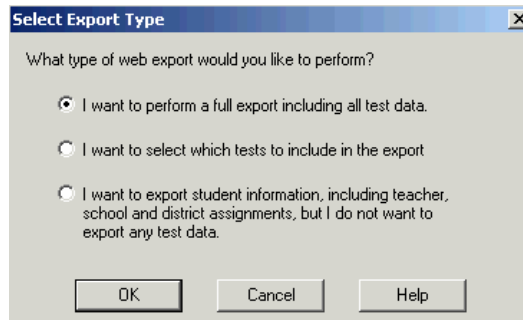 Select Export Type
What type of web export would you like to perform?
I want to perform a full export including all test data.
I want to select which tests to include in the export
I want to export student information, including teacher,
school and district assignments, but I do not want to
export any test data.
OK Cancel Help